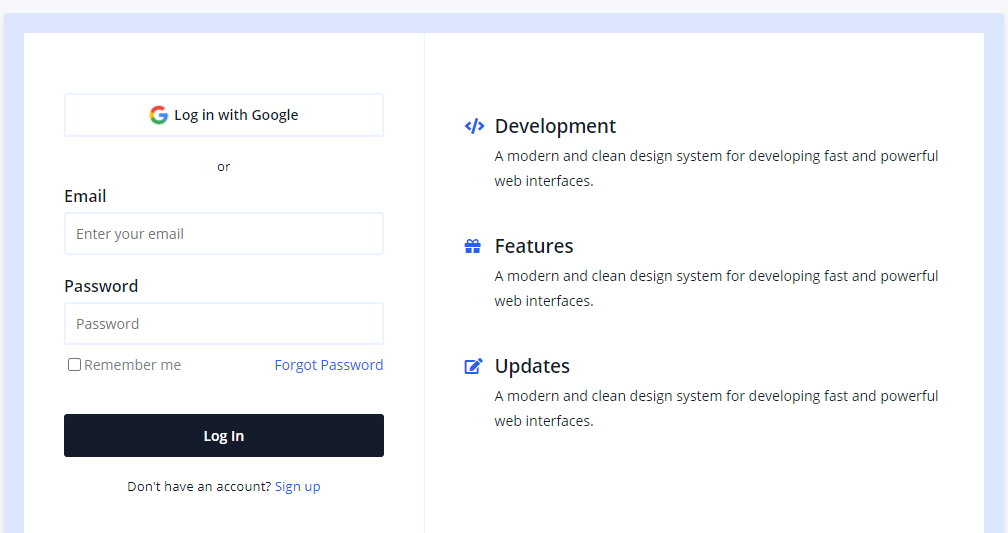 Log in with Google
or
Email
Enter your email
Password
Password
Remember me
Forgot Password
Log In
Don't have an account? Sign up
Development
A modern and clean design system for developing fast and powerful
web interfaces.
Features
A modern and clean design system for developing fast and powerful
web interfaces.
Updates
A modern and clean design system for developing fast and powerful
web interfaces.